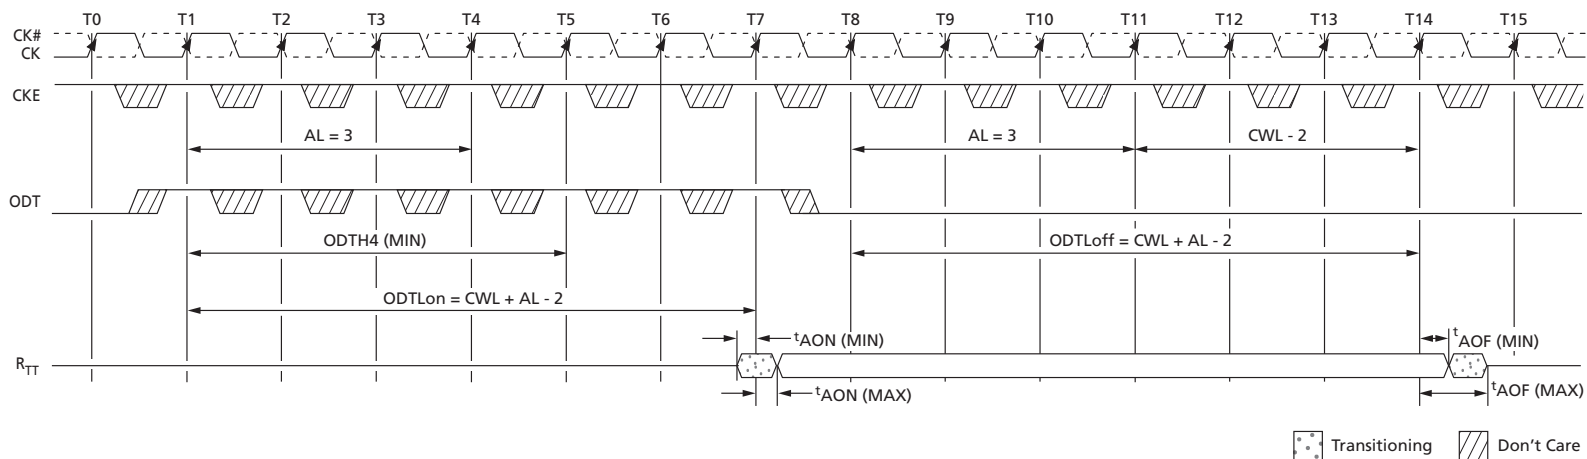 T0 T1 T2 T3 T4 T5 T6 T7 T8 T9 T10 T11 T12 T13 T14 T15
CK#
CK
CKE
AL = 3 AL = 3 CWL - 2
ODT
ODTH4 (MIN) ODTLoff = CWL + AL - 2
ODTLon = CWL + AL - 2
tAON (MIN) tAOF (MIN)
RTT
tAON (MAX) tAOF (MAX)
Transitioning Don't Care